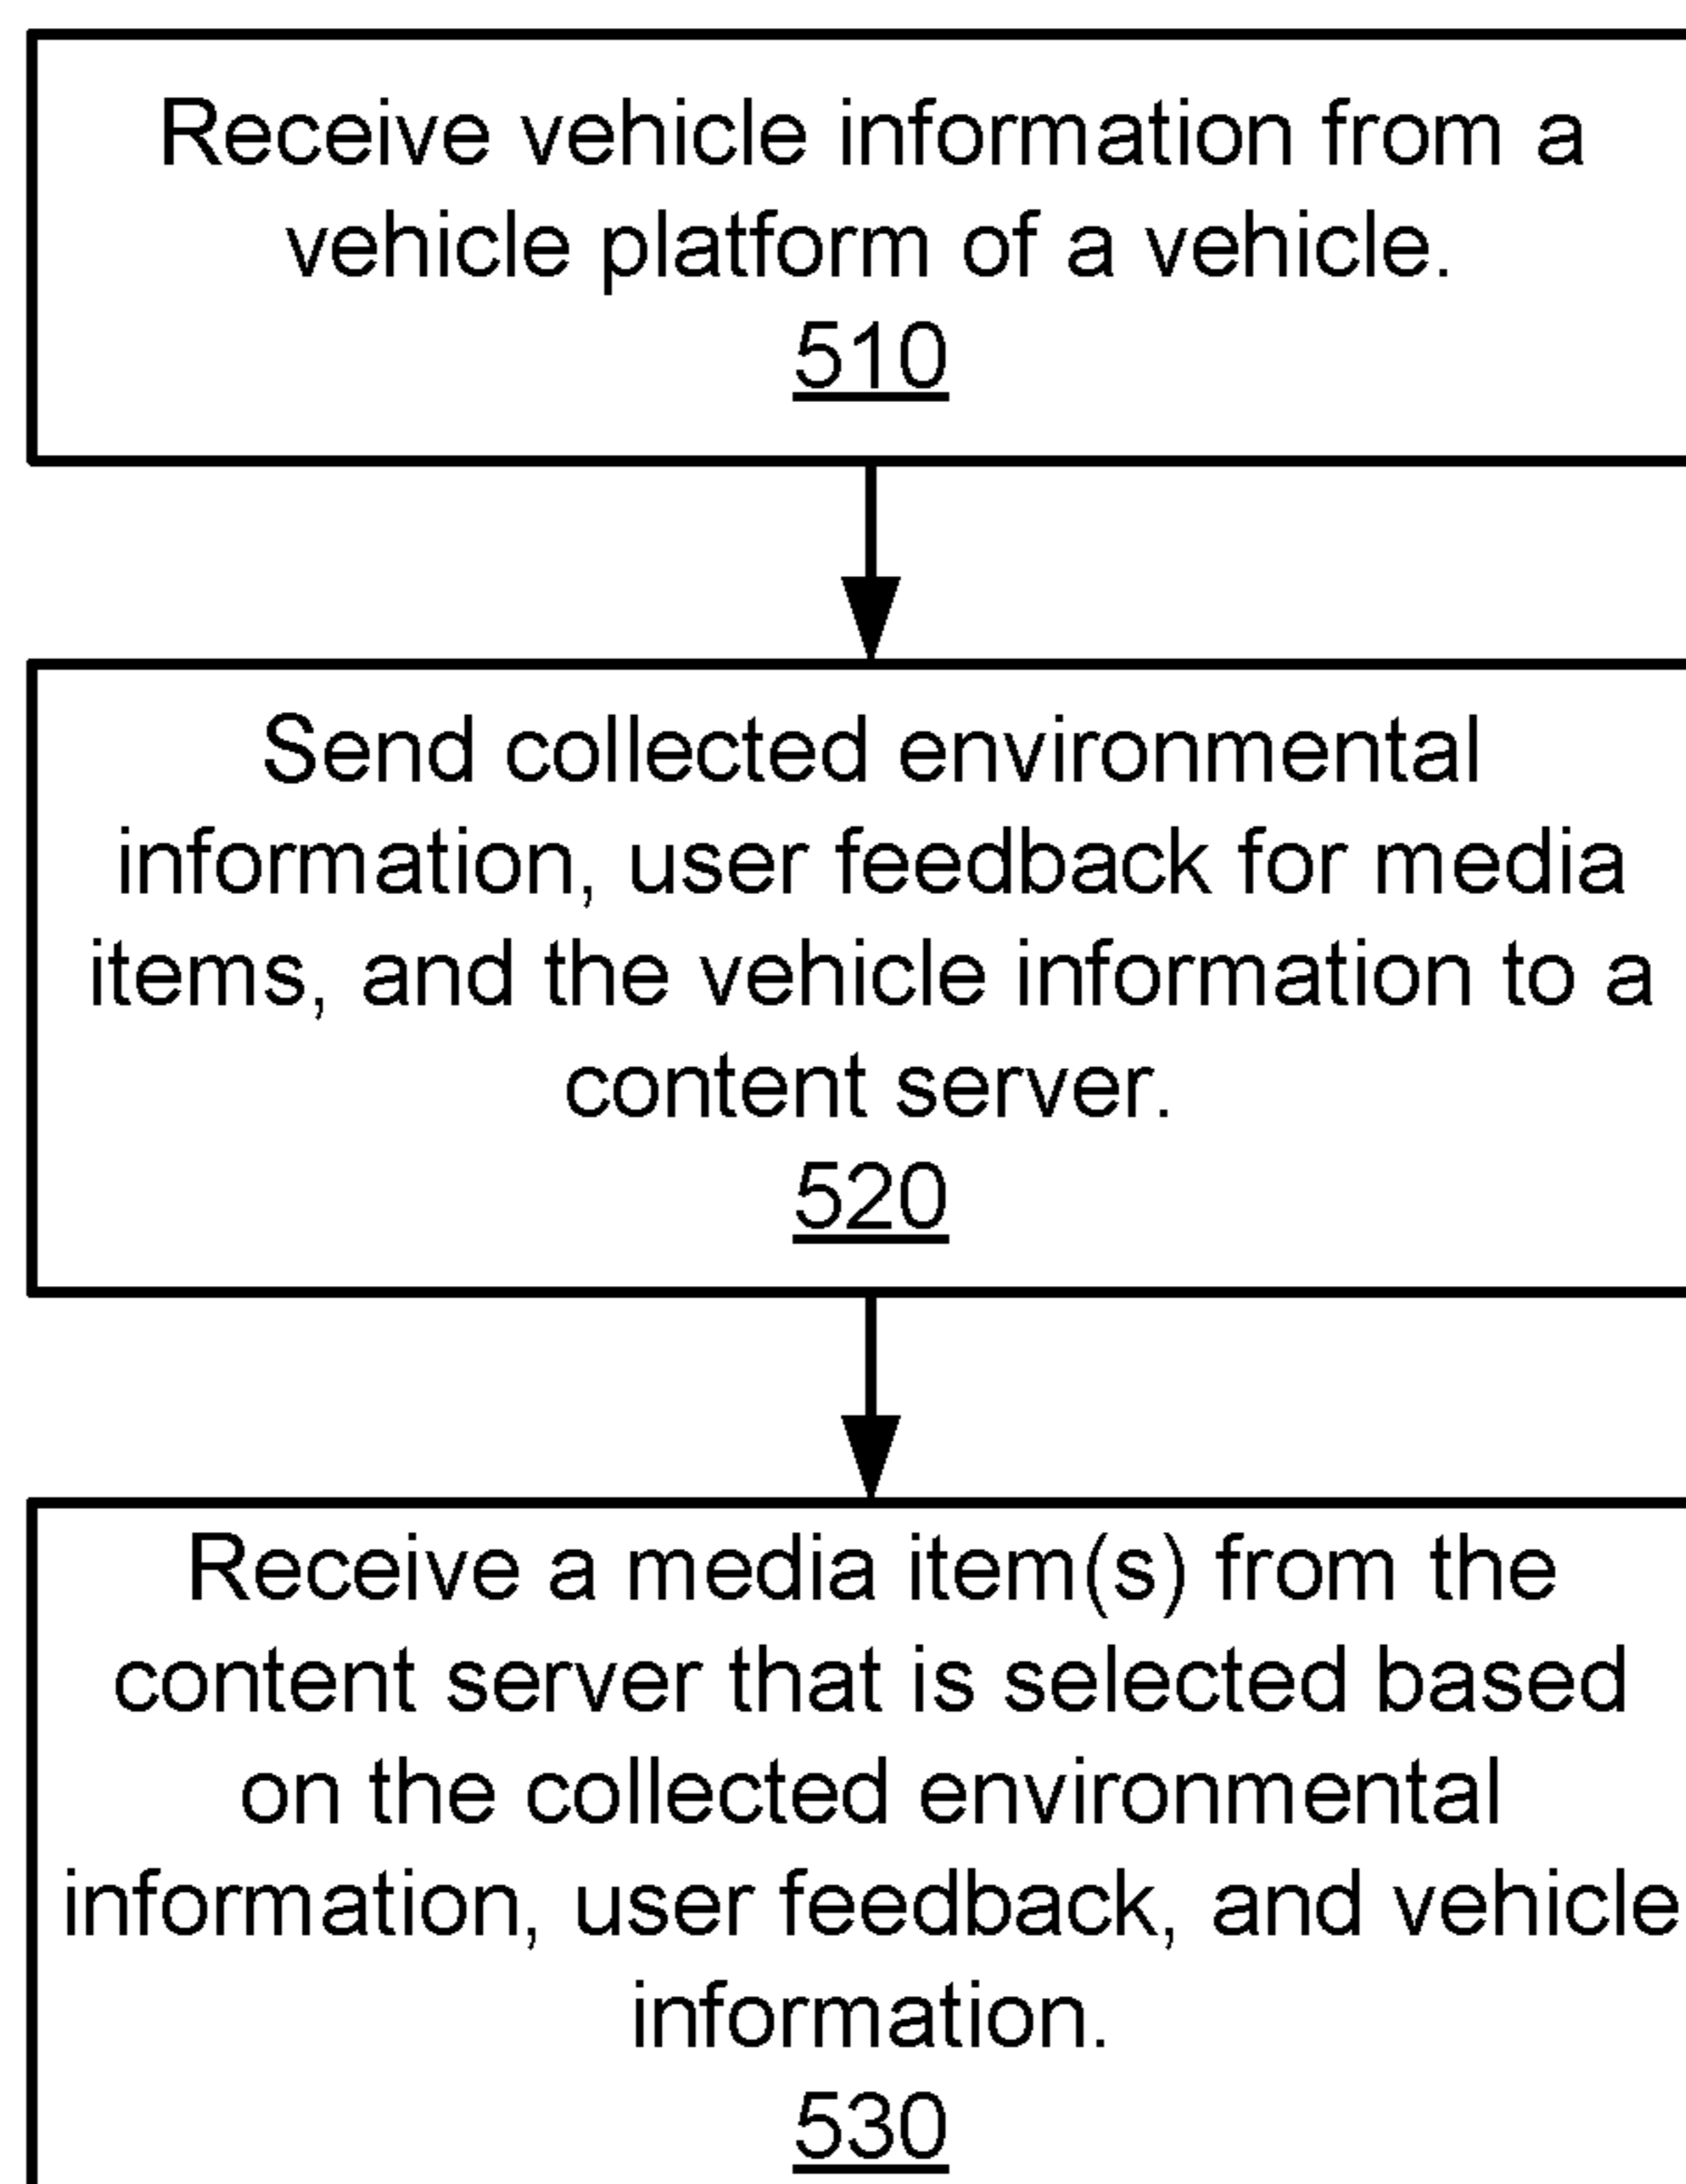 Receive vehicle information from a
vehicle platform of a vehicle.
510
Send collected environmental
information, user feedback for media
items, and the vehicle information to a
content server.
520
Receive a media item(s) from the
content server that is selected based
on the collected environmental
information, user feedback, and vehicle
information.
530